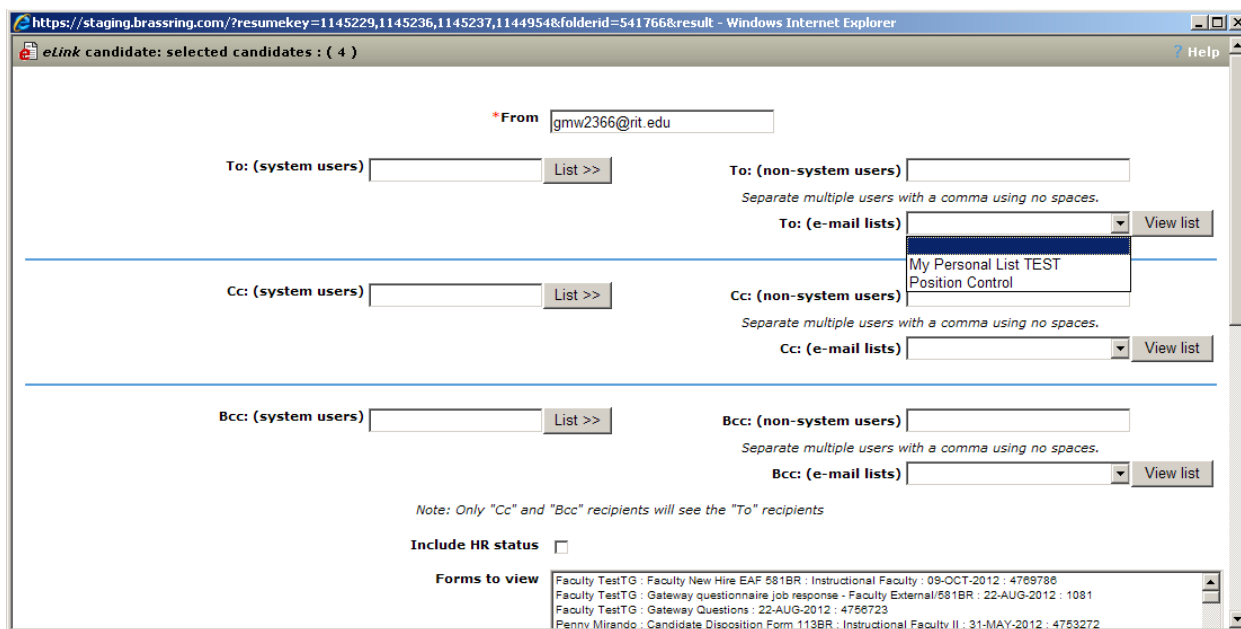 https://staging.brassring.com/?resumekey=1145229,1145236,1145237,1144954&folderid=541766&result - Windows Internet Explorer
eLink candidate: selected candidates : ( 4 )
? Help
*From gmw2366@rit.edu
To: (system users) List >> To: (non-system users)
Separate multiple users with a comma using no spaces.
To: (e-mail lists) View list
My Personal List TEST
Position Control
Cc: (system users) List >> Cc: (non-system users)
Separate multiple users with a comma using no spaces.
Cc: (e-mail lists) View list
Bcc: (system users) List >> Bcc: (non-system users)
Separate multiple users with a comma using no spaces.
Bcc: (e-mail lists) View list
Note: Only "Cc" and "Bcc" recipients will see the "To" recipients
Include HR status
Forms to view Faculty TestTG : Faculty New Hire EAF 581BR : Instructional Faculty : 09-OCT-2012 : 4769786
Faculty TestTG : Gateway questionnaire job response - Faculty External/581BR : 22-AUG-2012 : 1081
Faculty TestTG : Gateway Questions : 22-AUG-2012 : 4756723
Penny Mirando : Candidate Disposition Form 113BR : Instructional Faculty II : 31-MAY-2012 : 4753272